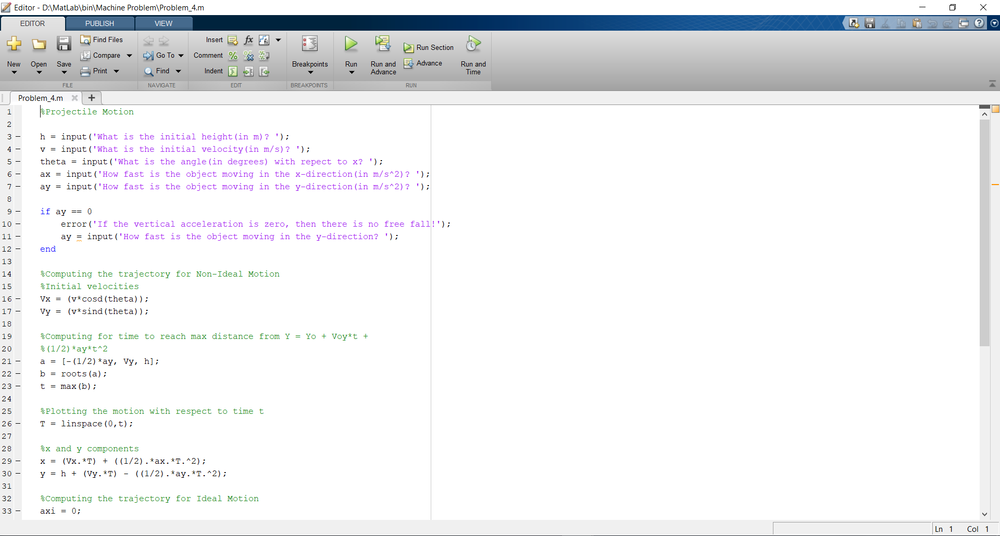 Editor - D:\MatLab\bin\Machine Problem\Problem_4.m
EDITOR PUBLISH VIEW
New Open Save Find Files Compare Print
FILE
Go To Find
NAVIGATE
Insert fx
Comment
Indent
EDIT
Breakpoints
BREAKPOINTS
Run Run and Advance Run Section Advance Run and Time
RUN
Problem_4.m
1 %Projectile Motion
2
3 h = input('What is the initial height(in m)? ');
4 v = input('What is the initial velocity(in m/s)? ');
5 theta = input('What is the angle(in degrees) with repect to x? ');
6 ax = input('How fast is the object moving in the x-direction(in m/s^2)? ');
7 ay = input('How fast is the object moving in the y-direction(in m/s^2)? ');
8
9 if ay == 0
10 error('If the vertical acceleration is zero, then there is no free fall!');
11 ay = input('How fast is the object moving in the y-direction? ');
12 end
13
14 %Computing the trajectory for Non-Ideal Motion
15 %Initial velocities
16 Vx = (v*cosd(theta));
17 Vy = (v*sind(theta));
18
19 %Computing for time to reach max distance from Y = Yo + Voy*t +
20 %(1/2)*ay*t^2
21 a = [-(1/2)*ay, Vy, h];
22 b = roots(a);
23 t = max(b);
24
25 %Plotting the motion with respect to time t
26 T = linspace(0,t);
27
28 %x and y components
29 x = (Vx.*T) + ((1/2).*ax.*T.^2);
30 y = h + (Vy.*T) - ((1/2).*ay.*T.^2);
31
32 %Computing the trajectory for Ideal Motion
33 axi = 0;
Ln 1 Col 1